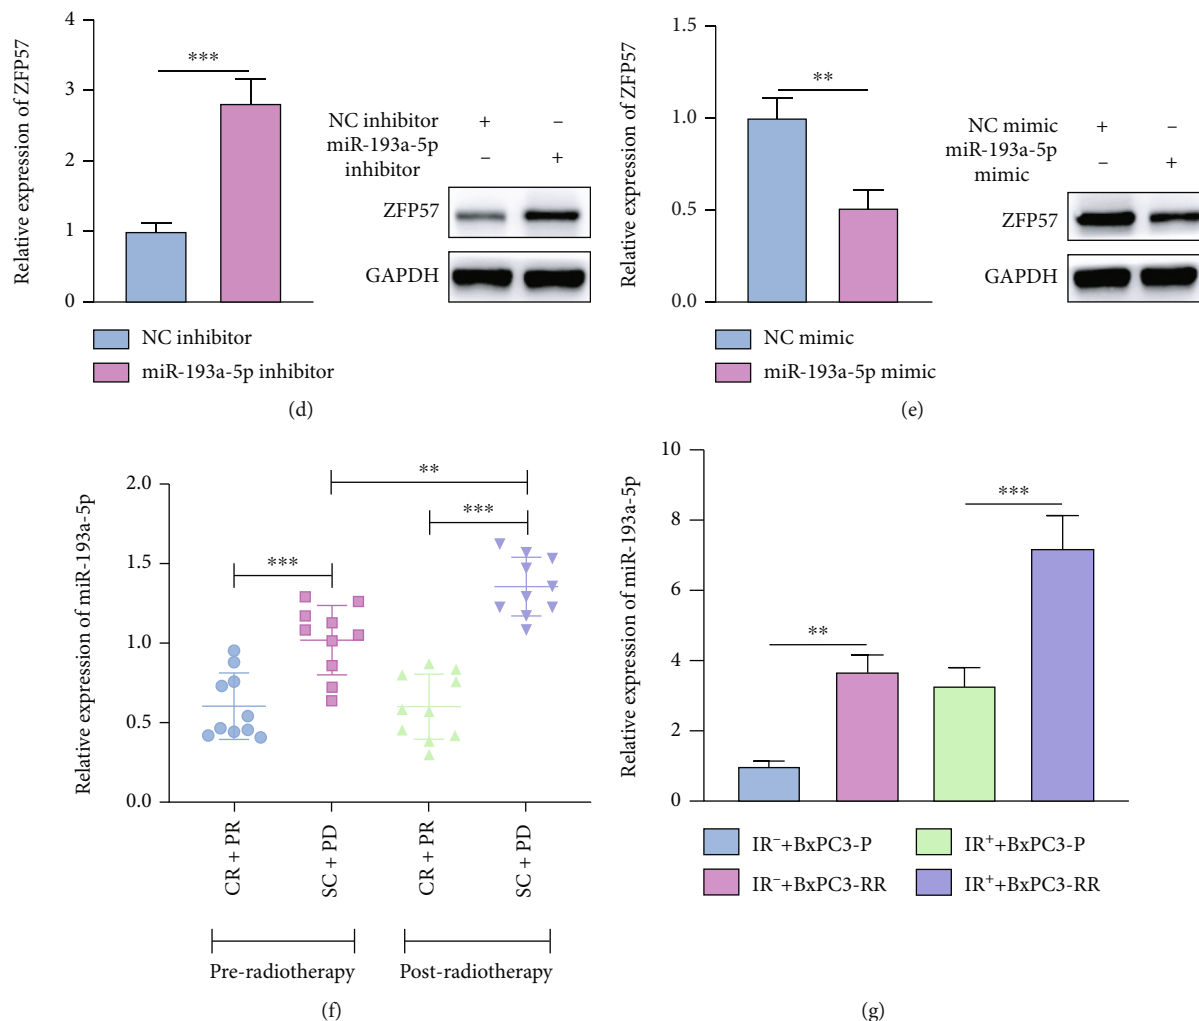 Relative expression of ZFP57
4
3
2
1
0
***
NC inhibitor
miR-193a-5p inhibitor
NC inhibitor + –
miR-193a-5p
inhibitor – +
ZFP57
GAPDH
(d)
Relative expression of ZFP57
1.5
1.0
0.5
0.0
**
NC mimic
miR-193a-5p mimic
NC mimic + –
miR-193a-5p
mimic – +
ZFP57
GAPDH
(e)
Relative expression of miR-193a-5p
2.0
1.5
1.0
0.5
0.0
**
***
***
CR + PR
SC + PD
CR + PR
SC + PD
Pre-radiotherapy
Post-radiotherapy
(f)
Relative expression of miR-193a-5p
10
8
6
4
2
0
**
***
IR⁻+BxPC3-P
IR⁻+BxPC3-RR
IR⁺+BxPC3-P
IR⁺+BxPC3-RR
(g)